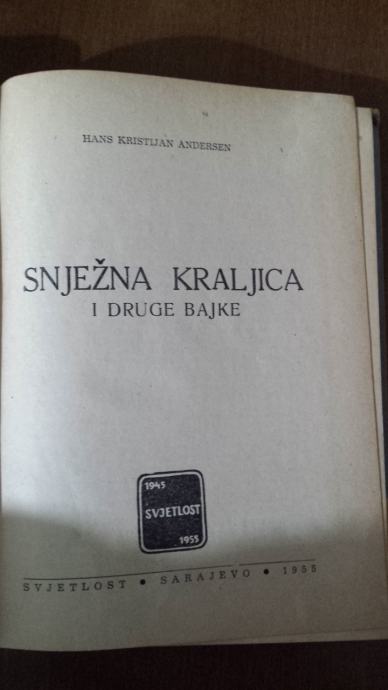 HANS KRISTIJAN ANDERSEN
SNJEŽNA KRALJICA
I DRUGE BAJKE
1945
SVJETLOST
1955
SVJETLOST • SARAJEVO • 1955